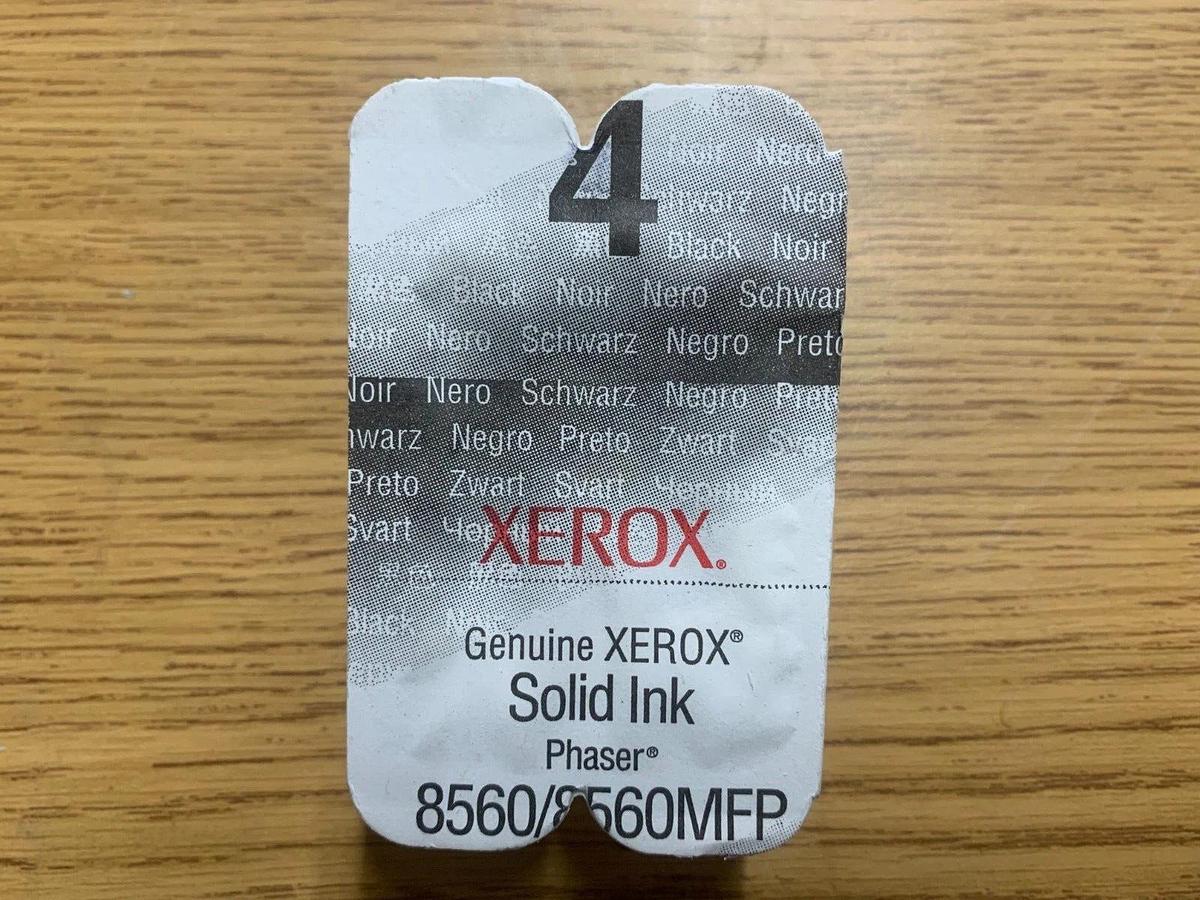 4
Noir Nero
Negr
Black Noir
Black Noir Nero Schwar
Noir Nero Schwarz Negro Preto
Noir Nero Schwarz Negro Pret
hwarz Negro Preto Zwart
Preto Zwart Svart
Svart
XEROX®
Black
Genuine XEROX®
Solid Ink
Phaser®
8560/8560MFP